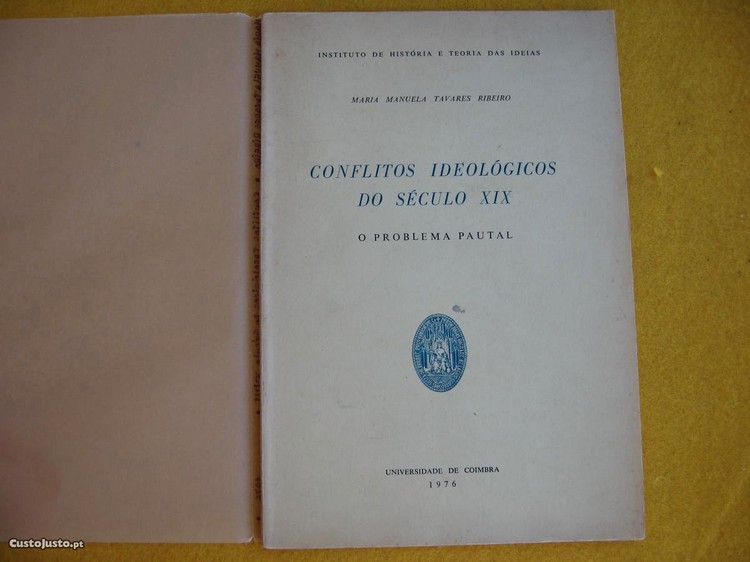 INSTITUTO DE HISTÓRIA E TEORIA DAS IDEIAS
MARIA MANUELA TAVARES RIBEIRO
CONFLITOS IDEOLÓGICOS
DO SÉCULO XIX
O PROBLEMA PAUTAL
UNIVERSIDADE DE COIMBRA
1976
CustoJusto.pt